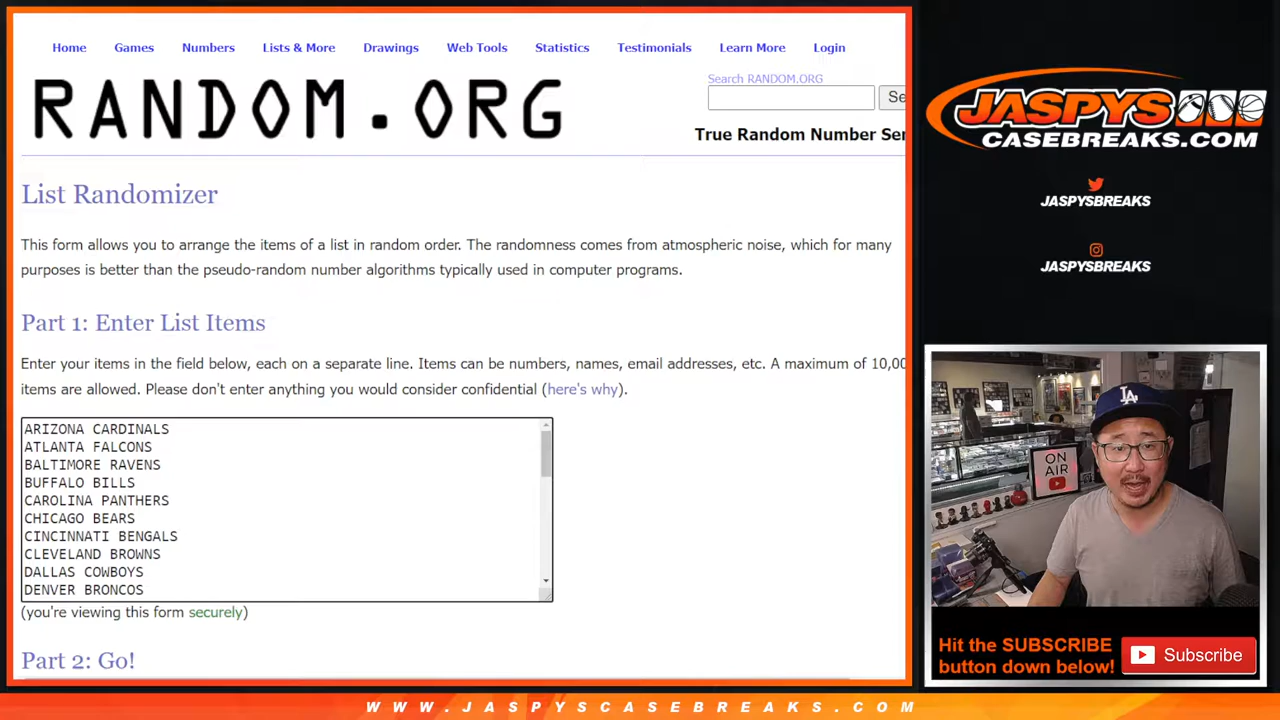 Home Games Numbers Lists & More Drawings Web Tools Statistics Testimonials Learn More Login
RANDOM.ORG
Search RANDOM.ORG
Se
True Random Number Ser
List Randomizer
This form allows you to arrange the items of a list in random order. The randomness comes from atmospheric noise, which for many
purposes is better than the pseudo-random number algorithms typically used in computer programs.
Part 1: Enter List Items
Enter your items in the field below, each on a separate line. Items can be numbers, names, email addresses, etc. A maximum of 10,00
items are allowed. Please don't enter anything you would consider confidential (here's why).
ARIZONA CARDINALS
ATLANTA FALCONS
BALTIMORE RAVENS
BUFFALO BILLS
CAROLINA PANTHERS
CHICAGO BEARS
CINCINNATI BENGALS
CLEVELAND BROWNS
DALLAS COWBOYS
DENVER BRONCOS
(you're viewing this form securely)
Part 2: Go!
JASPYS
CASEBREAKS.COM
JASPYSBREAKS
JASPYSBREAKS
LA
ON
AIR
Hit the SUBSCRIBE
button down below!
Subscribe
WWW.JASPYSCASEBREAKS.COM